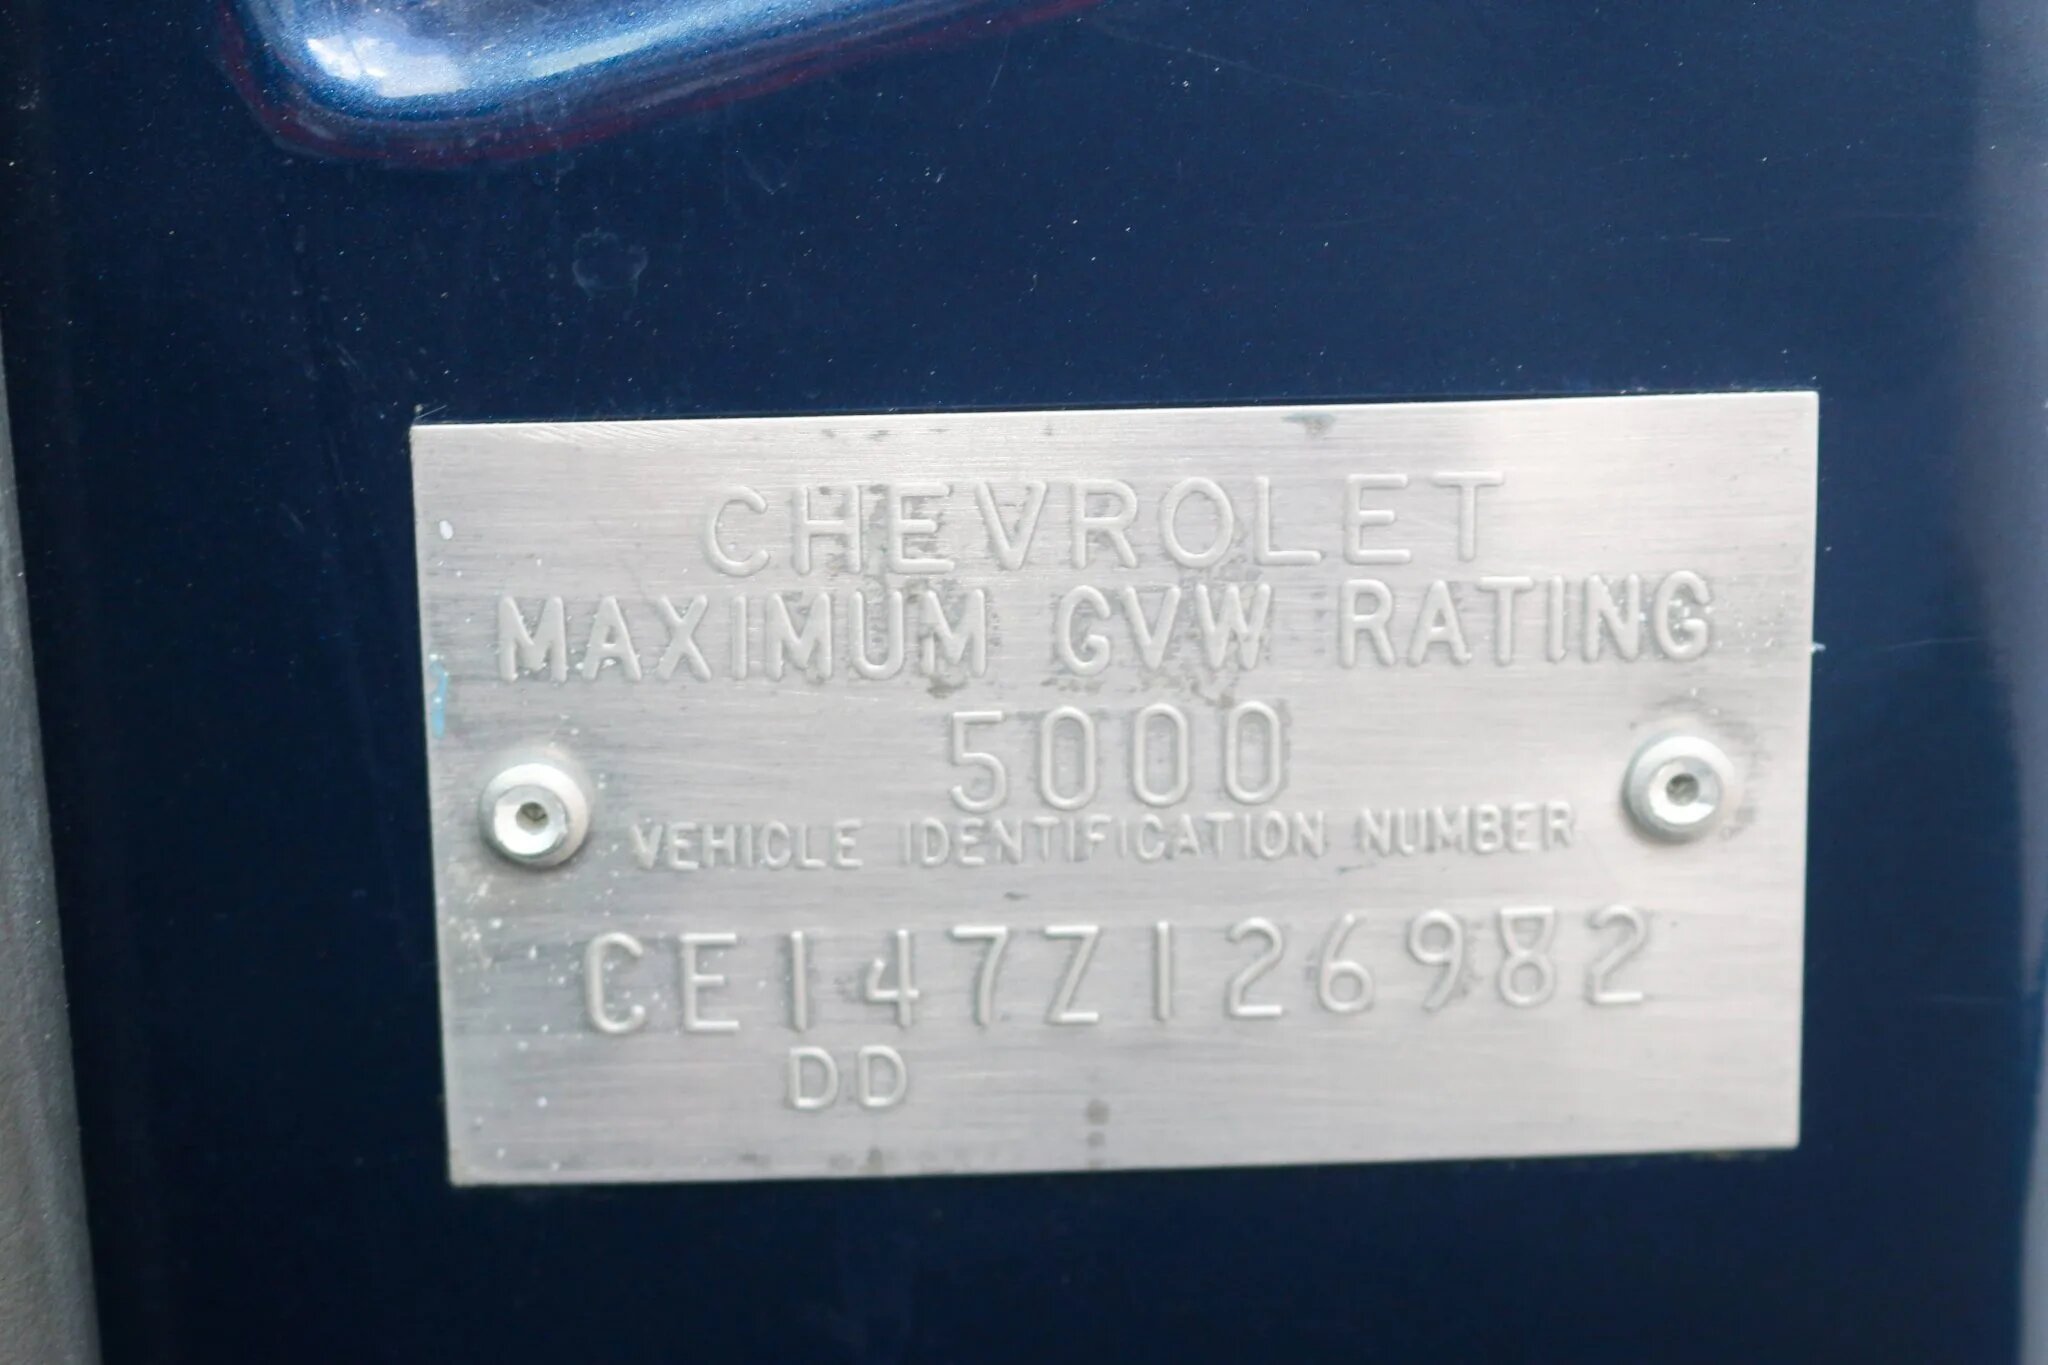 CHEVROLET
MAXIMUM GVW RATING
5000
VEHICLE IDENTIFICATION NUMBER
CE147Z126982
DD